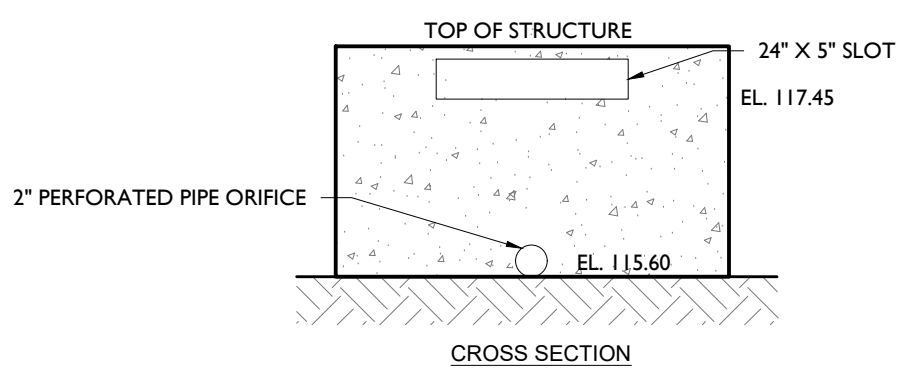 TOP OF STRUCTURE
24" X 5" SLOT
EL. 117.45
2" PERFORATED PIPE ORIFICE
EL. 115.60
CROSS SECTION